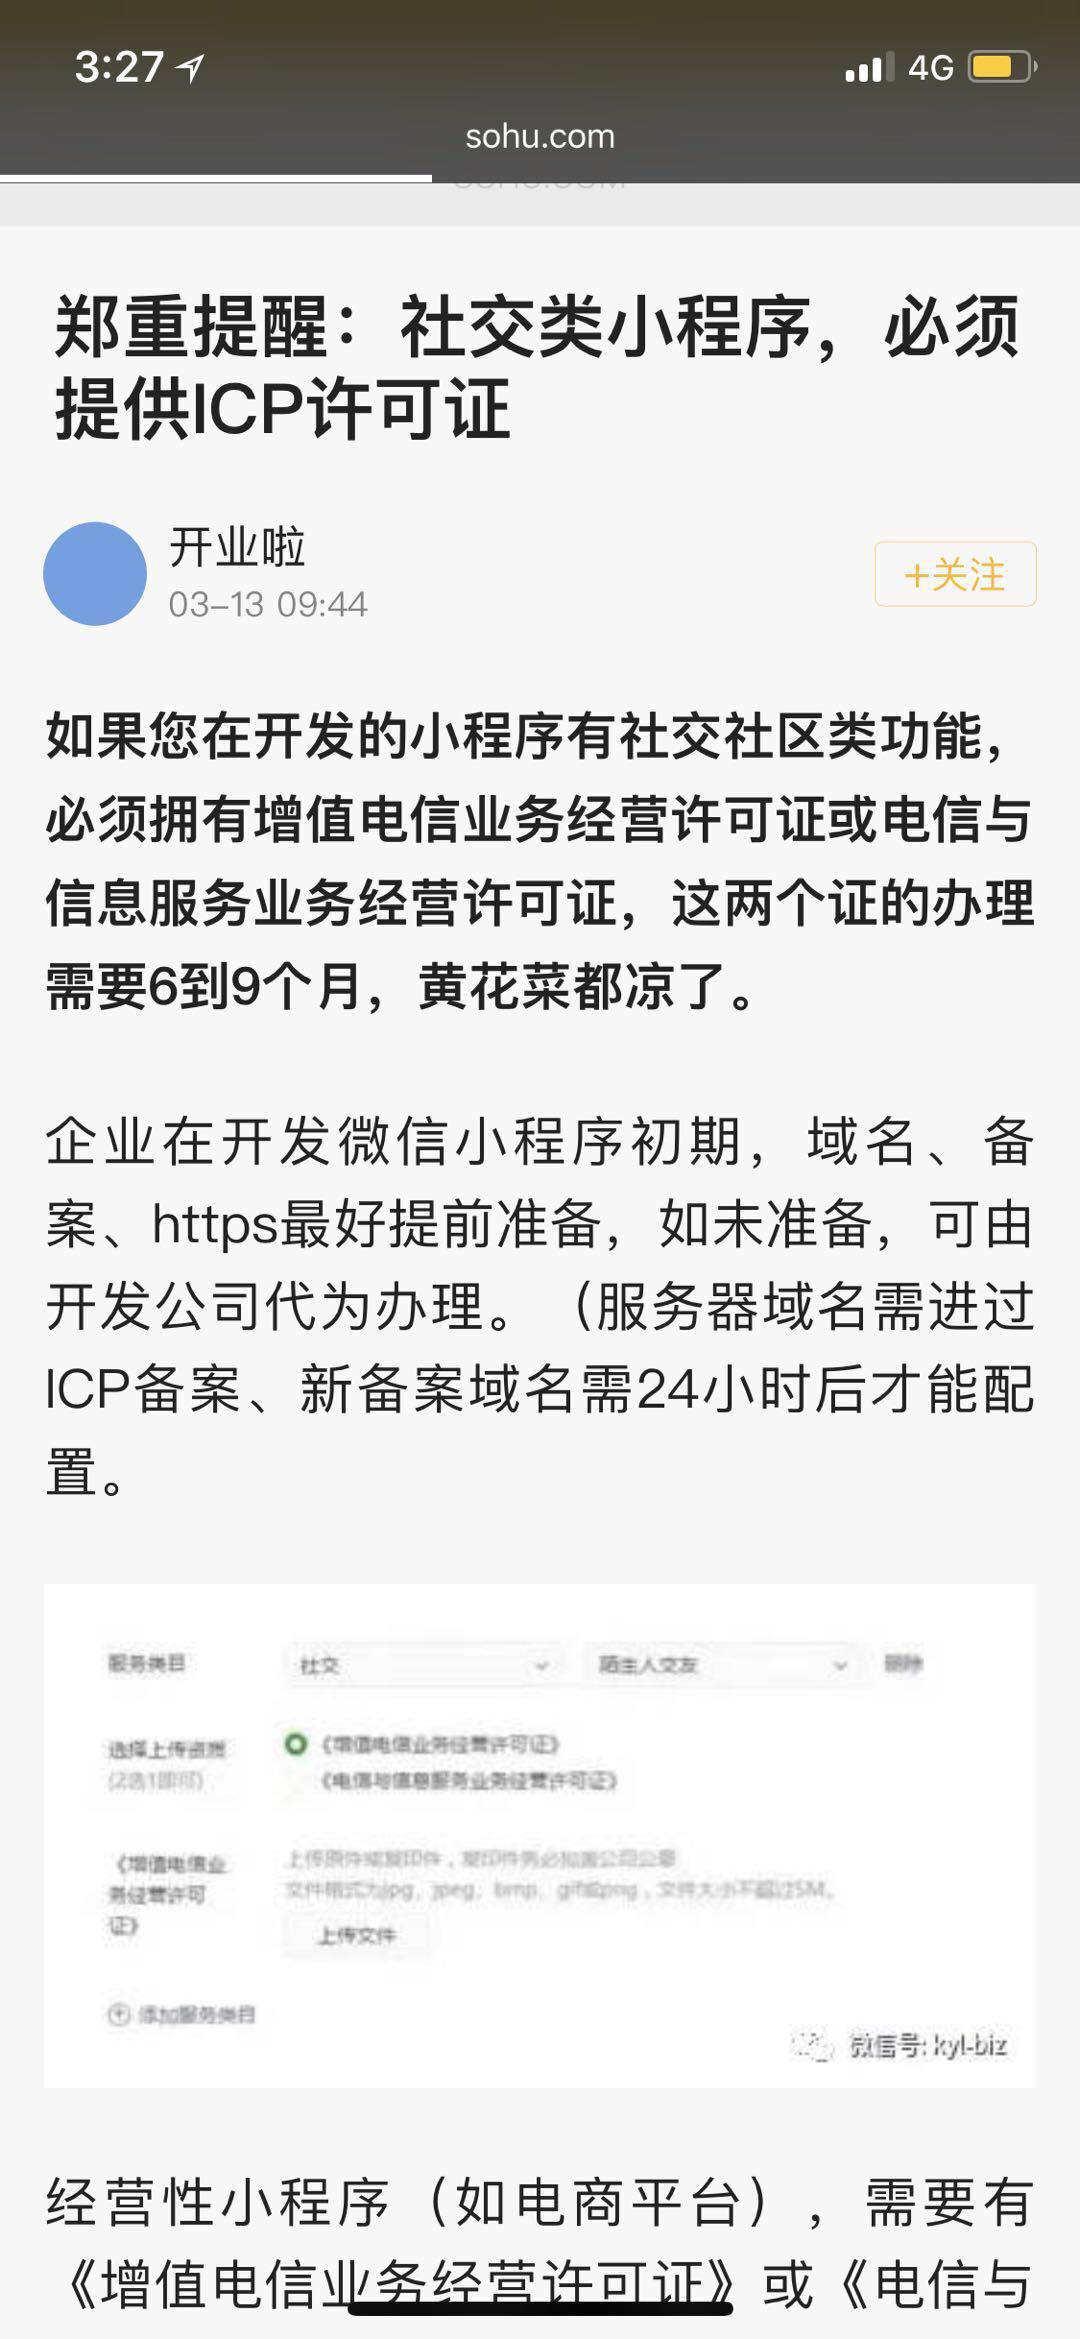 3:27
4G
sohu.com
郑重提醒：社交类小程序，必须
提供ICP许可证
开业啦
03-13 09:44
+关注
如果您在开发的小程序有社交社区类功能，
必须拥有增值电信业务经营许可证或电信与
信息服务业务经营许可证，这两个证的办理
需要6到9个月，黄花菜都凉了。
企业在开发微信小程序初期，域名、备
案、https最好提前准备，如未准备，可由
开发公司代为办理。（服务器域名需进过
ICP备案、新备案域名需24小时后才能配
置。
服务类目 社交 陌生人交友 删除
选择上传资质 《增值电信业务经营许可证》
(2选1即可) 《电信与信息服务业务经营许可证》
《增值电信业 上传原件或复印件，复印件务必加盖公司公章
务经营许可 文件格式为jpg、jpeg、bmp、gif或png，文件大小不超过5M。
证》
上传文件
添加服务类目
微信号: kyl-biz
经营性小程序（如电商平台），需要有
《增值电信业务经营许可证》或《电信与